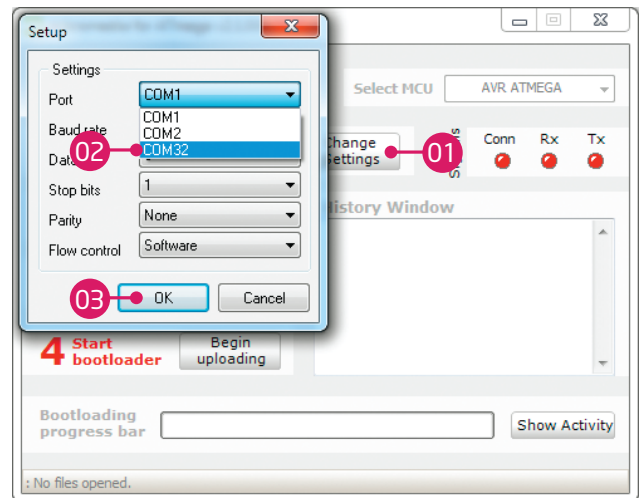 Setup
Settings
Port COM1
COM1
COM2
COM32
Baud rate
02
Stop bits 1
Parity None
Flow control Software
03 OK Cancel
Select MCU AVR ATMEGA
Change
Settings
01
Conn Rx Tx
History Window
4 Start
bootloader
Begin
uploading
Bootloading
progress bar
Show Activity
: No files opened.